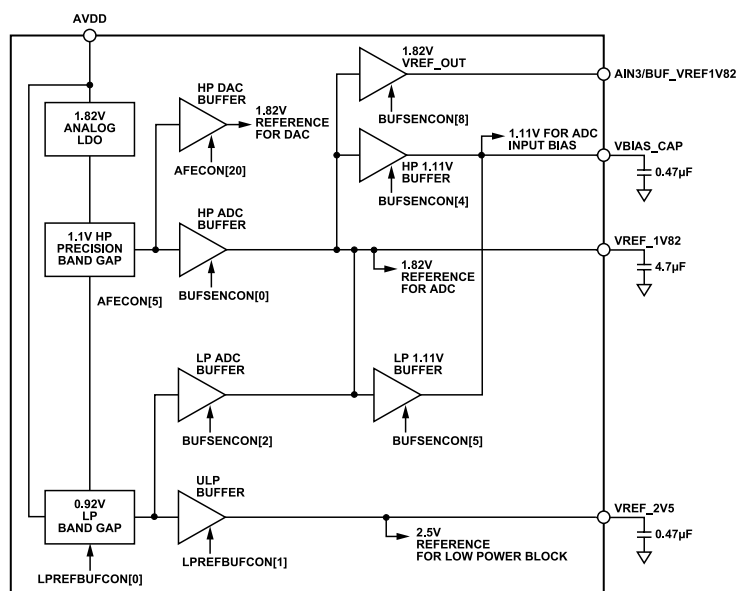 AVDD
1.82V
ANALOG
LDO
HP DAC
BUFFER
1.82V
REFERENCE
FOR DAC
AFECON[20]
1.82V
VREF_OUT
AIN3/BUF_VREF1V82
BUFSENCON[8]
1.11V FOR ADC
INPUT BIAS
VBIAS_CAP
0.47µF
HP 1.11V
BUFFER
BUFSENCON[4]
1.1V HP
PRECISION
BAND GAP
AFECON[5]
HP ADC
BUFFER
BUFSENCON[0]
VREF_1V82
4.7µF
1.82V
REFERENCE
FOR ADC
LP ADC
BUFFER
BUFSENCON[2]
LP 1.11V
BUFFER
BUFSENCON[5]
0.92V
LP
BAND GAP
LPREFBUFCON[0]
ULP
BUFFER
LPREFBUFCON[1]
2.5V
REFERENCE
FOR LOW POWER BLOCK
VREF_2V5
0.47µF